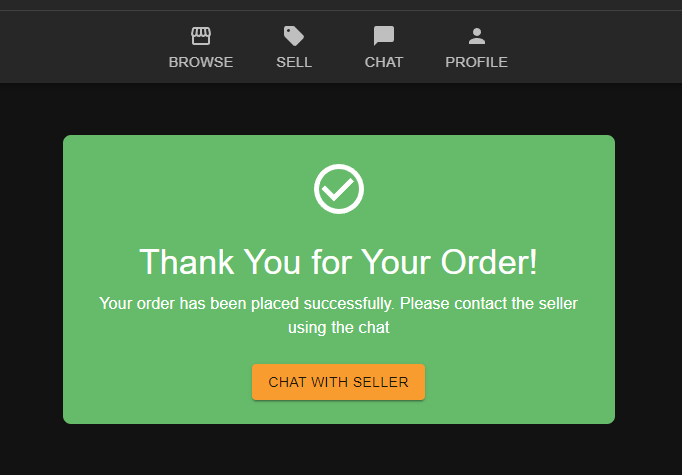 BROWSE SELL CHAT PROFILE
Thank You for Your Order!
Your order has been placed successfully. Please contact the seller
using the chat
CHAT WITH SELLER